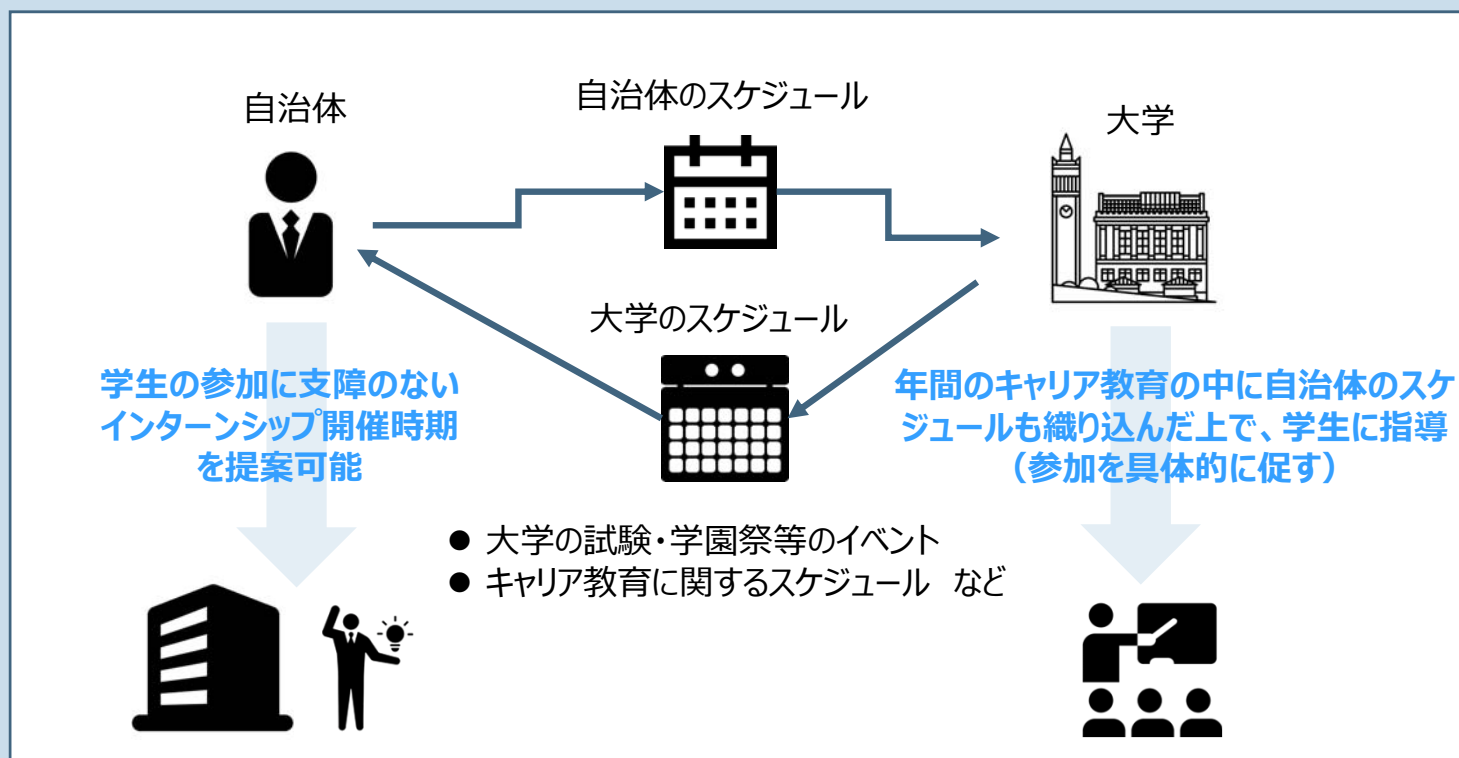 自治体
自治体のスケジュール
大学
大学のスケジュール
学生の参加に支障のない
インターンシップ開催時期
を提案可能
年間のキャリア教育の中に自治体のスケ
ジュールも織り込んだ上で、学生に指導
（参加を具体的に促す）
● 大学の試験・学園祭等のイベント
● キャリア教育に関するスケジュール　など